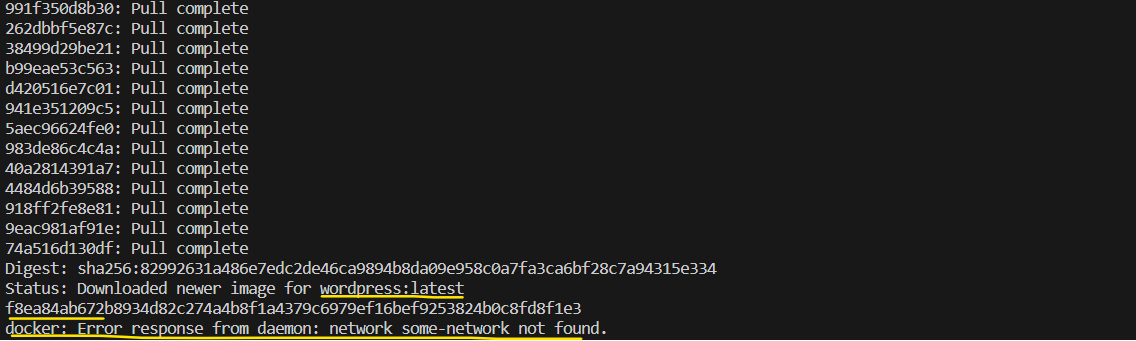 991f350d8b30: Pull complete
262dbbf5e87c: Pull complete
38499d29be21: Pull complete
b99eae53c563: Pull complete
d420516e7c01: Pull complete
941e351209c5: Pull complete
5aec96624fe0: Pull complete
983de86c4c4a: Pull complete
40a2814391a7: Pull complete
4484d6b39588: Pull complete
918ff2fe8e81: Pull complete
9eac981af91e: Pull complete
74a516d130df: Pull complete
Digest: sha256:82992631a486e7edc2de46ca9894b8da09e958c0a7fa3ca6bf28c7a94315e334
Status: Downloaded newer image for wordpress:latest
f8ea84ab672b8934d82c274a4b8f1a4379c6979ef16bef9253824b0c8fd8f1e3
docker: Error response from daemon: network some-network not found.